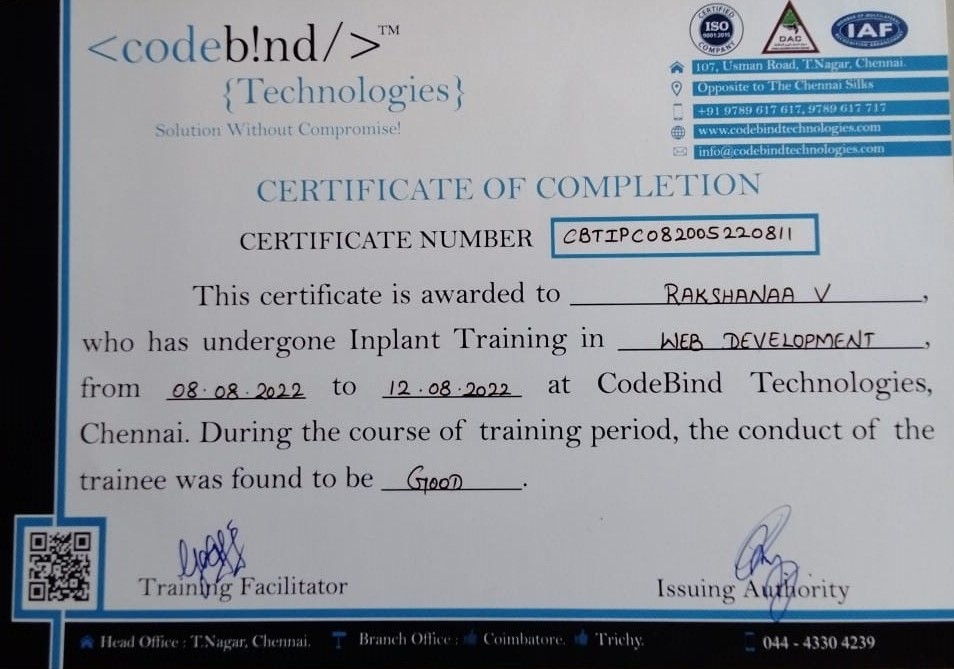 <codeb!nd/>™
{Technologies}
Solution Without Compromise!
CERTIFIED
ISO
9001:2015
COMPANY
DAC
IAF
107, Usman Road, T.Nagar, Chennai.
Opposite to The Chennai Silks
+91 9789 617 617, 9789 617 717
www.codebindtechnologies.com
info@codebindtechnologies.com
CERTIFICATE OF COMPLETION
CERTIFICATE NUMBER CBTIPC082005220811
This certificate is awarded to RAKSHANAA V,
who has undergone Inplant Training in WEB DEVELOPMENT,
from 08.08.2022 to 12.08.2022 at CodeBind Technologies,
Chennai. During the course of training period, the conduct of the
trainee was found to be GOOD.
Training Facilitator
Issuing Authority
Head Office : T.Nagar, Chennai. Branch Office : Coimbatore. Trichy. 044 - 4330 4239